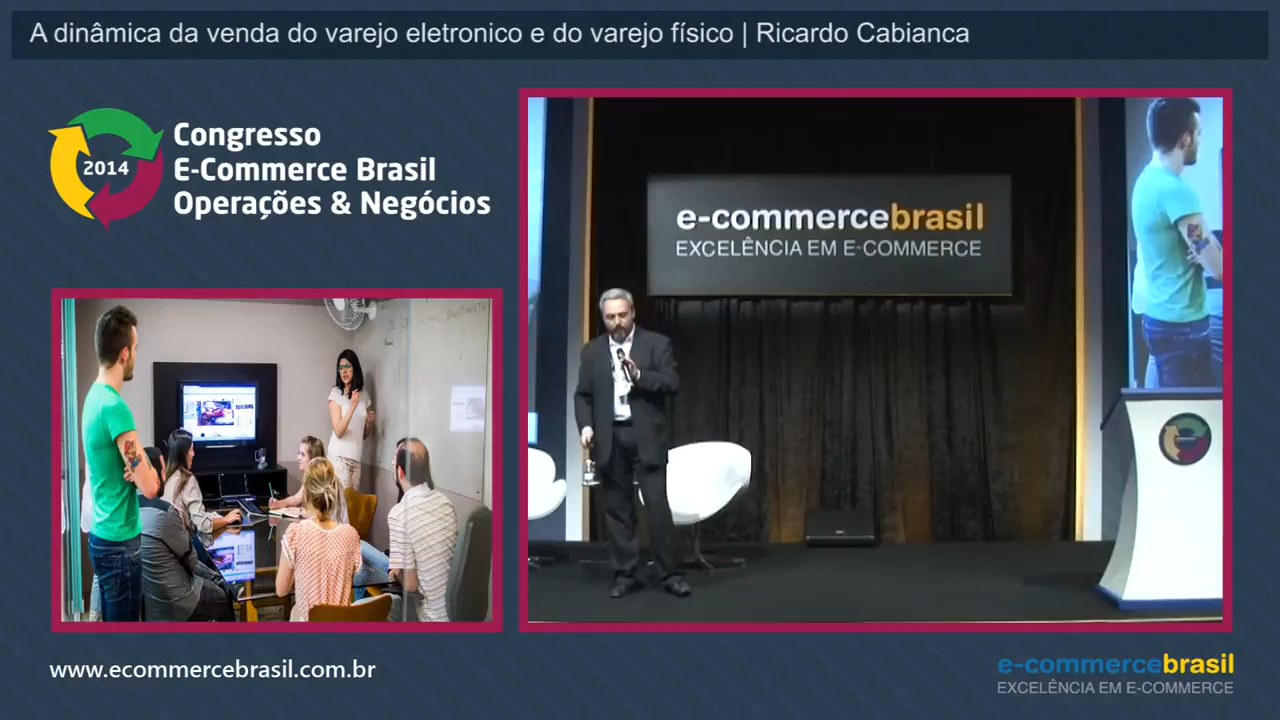 A dinâmica da venda do varejo eletronico e do varejo físico | Ricardo Cabianca
2014
Congresso
E-Commerce Brasil
Operações & Negócios
e-commercebrasil
EXCELÊNCIA EM E-COMMERCE
www.ecommercebrasil.com.br
e-commercebrasil
EXCELÊNCIA EM E-COMMERCE